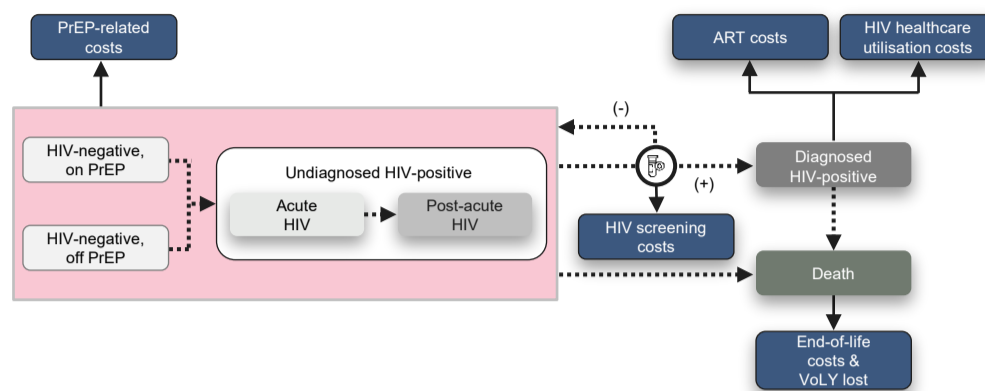 PrEP-related
costs
ART costs
HIV healthcare
utilisation costs
(-)
HIV-negative,
on PrEP
Undiagnosed HIV-positive
(+)
Diagnosed
HIV-positive
Acute
HIV
Post-acute
HIV
HIV screening
costs
HIV-negative,
off PrEP
Death
End-of-life
costs &
VoLY lost